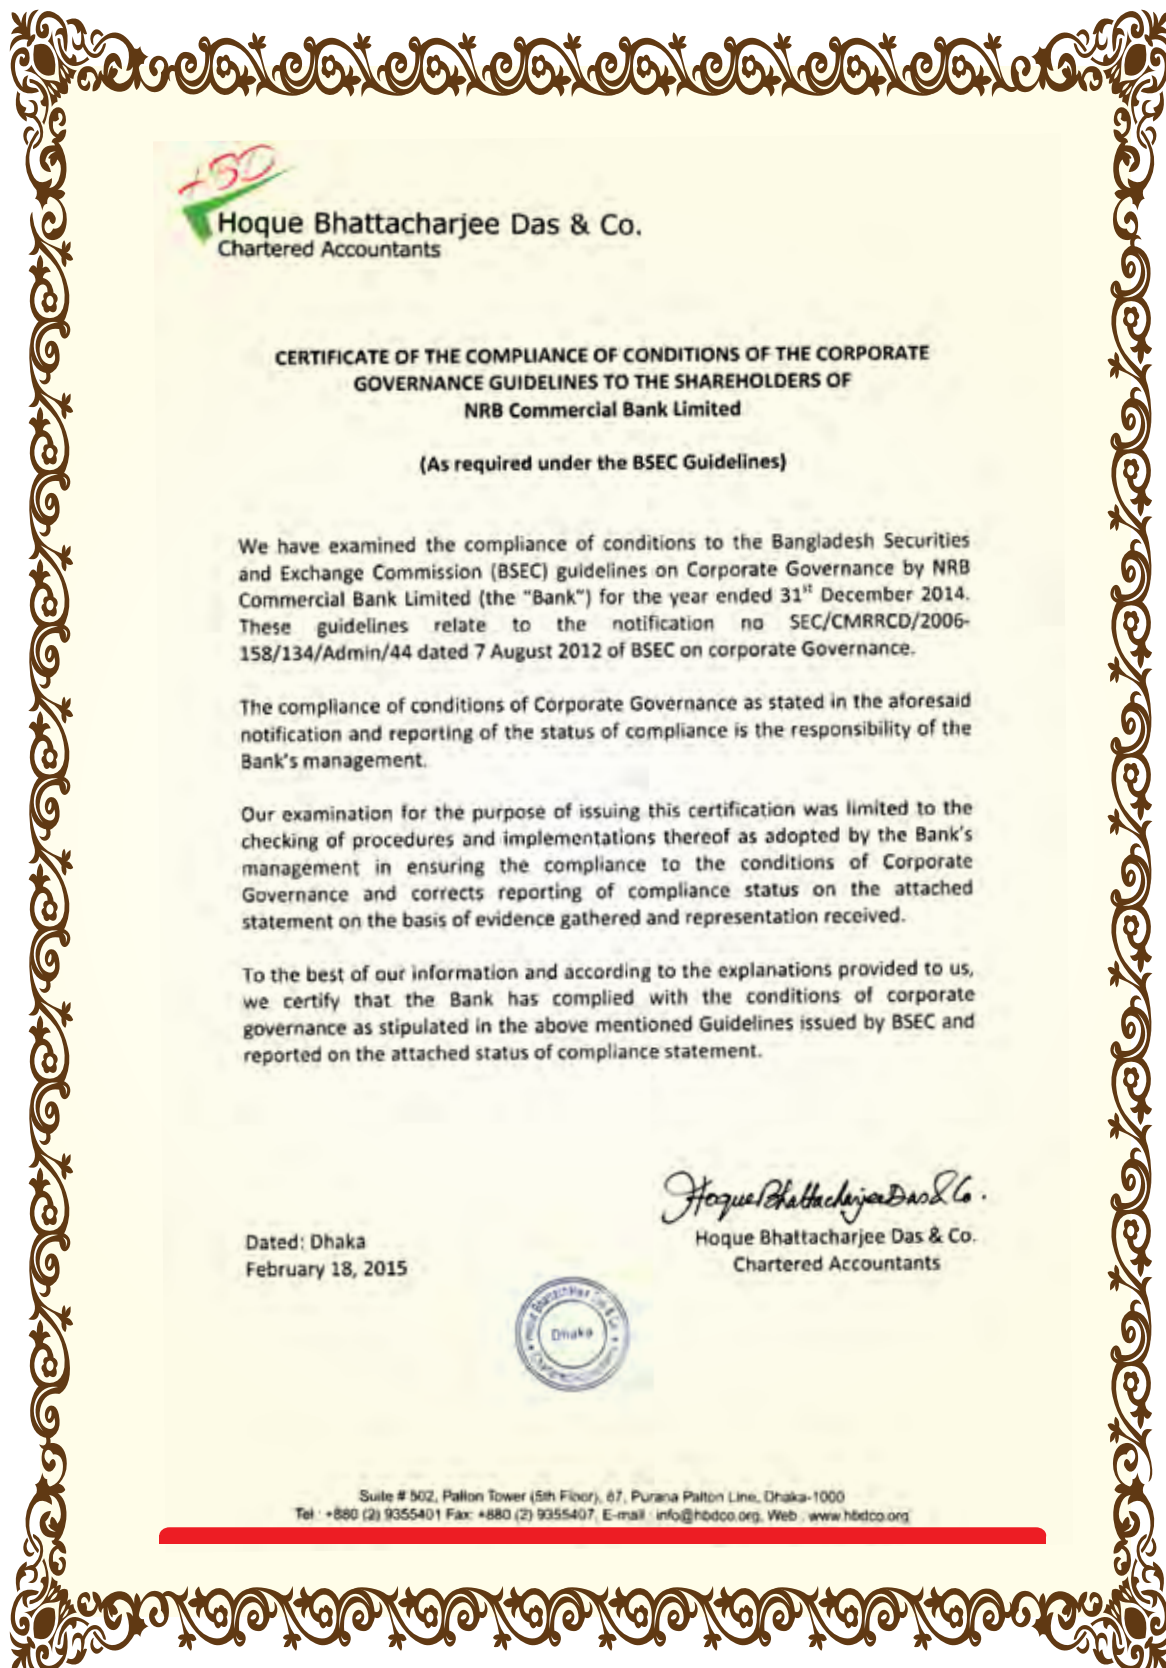 HBD
Hoque Bhattacharjee Das & Co.
Chartered Accountants
CERTIFICATE OF THE COMPLIANCE OF CONDITIONS OF THE CORPORATE
GOVERNANCE GUIDELINES TO THE SHAREHOLDERS OF
NRB Commercial Bank Limited
(As required under the BSEC Guidelines)
We have examined the compliance of conditions to the Bangladesh Securities
and Exchange Commission (BSEC) guidelines on Corporate Governance by NRB
Commercial Bank Limited (the "Bank") for the year ended 31st December 2014.
These guidelines relate to the notification no SEC/CMRRCD/2006-
158/134/Admin/44 dated 7 August 2012 of BSEC on corporate Governance.
The compliance of conditions of Corporate Governance as stated in the aforesaid
notification and reporting of the status of compliance is the responsibility of the
Bank's management.
Our examination for the purpose of issuing this certification was limited to the
checking of procedures and implementations thereof as adopted by the Bank's
management in ensuring the compliance to the conditions of Corporate
Governance and corrects reporting of compliance status on the attached
statement on the basis of evidence gathered and representation received.
To the best of our information and according to the explanations provided to us,
we certify that the Bank has complied with the conditions of corporate
governance as stipulated in the above mentioned Guidelines issued by BSEC and
reported on the attached status of compliance statement.
Hoque Bhattacharjee Das & Co.
Hoque Bhattacharjee Das & Co.
Chartered Accountants
Dated: Dhaka
February 18, 2015
Hoque Bhattacharjee Das & Co.
Dhaka
Chartered Accountants
Suite # 502, Palton Tower (5th Floor), 87, Purana Palton Line, Dhaka-1000
Tel : +880 (2) 9355401 Fax: +880 (2) 9355407, E-mail : info@hbdco.org, Web : www.hbdco.org